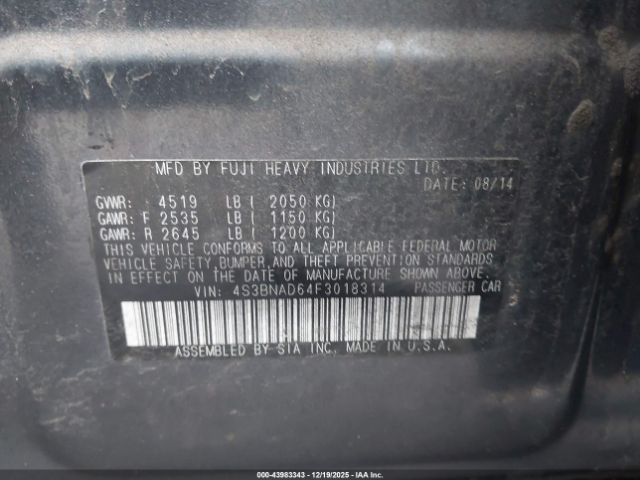 MFD BY FUJI HEAVY INDUSTRIES LTD.
DATE: 08/14
GVWR: 4519 LB ( 2050 KG)
GAWR: F 2535 LB ( 1150 KG)
GAWR: R 2645 LB ( 1200 KG)
THIS VEHICLE CONFORMS TO ALL APPLICABLE FEDERAL MOTOR
VEHICLE SAFETY, BUMPER, AND THEFT PREVENTION STANDARDS
IN EFFECT ON THE DATE OF MANUFACTURE SHOWN ABOVE.
VIN: 4S3BNAD64F3018314 PASSENGER CAR
ASSEMBLED BY SIA INC. MADE IN U.S.A.
000-43983343 - 12/19/2025 - IAA Inc.